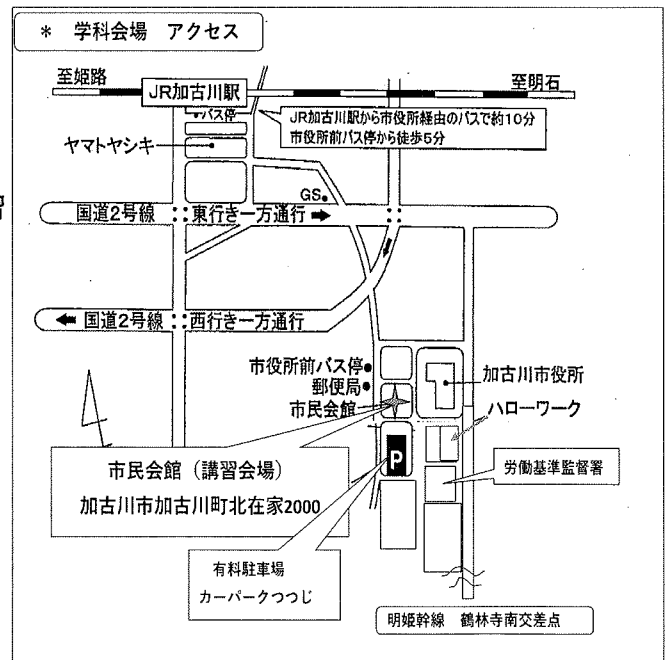 * 学科会場 アクセス
至姫路
JR加古川駅
至明石
バス停
JR加古川駅から市役所経由のバスで約10分
市役所前バス停から徒歩5分
ヤマトヤシキ
GS
国道2号線
東行き一方通行
国道2号線
西行き一方通行
市役所前バス停
郵便局
市民会館
加古川市役所
ハローワーク
労働基準監督署
P
市民会館(講習会場)
加古川市加古川町北在家2000
有料駐車場
カーパークつつじ
明姫幹線 鶴林寺南交差点